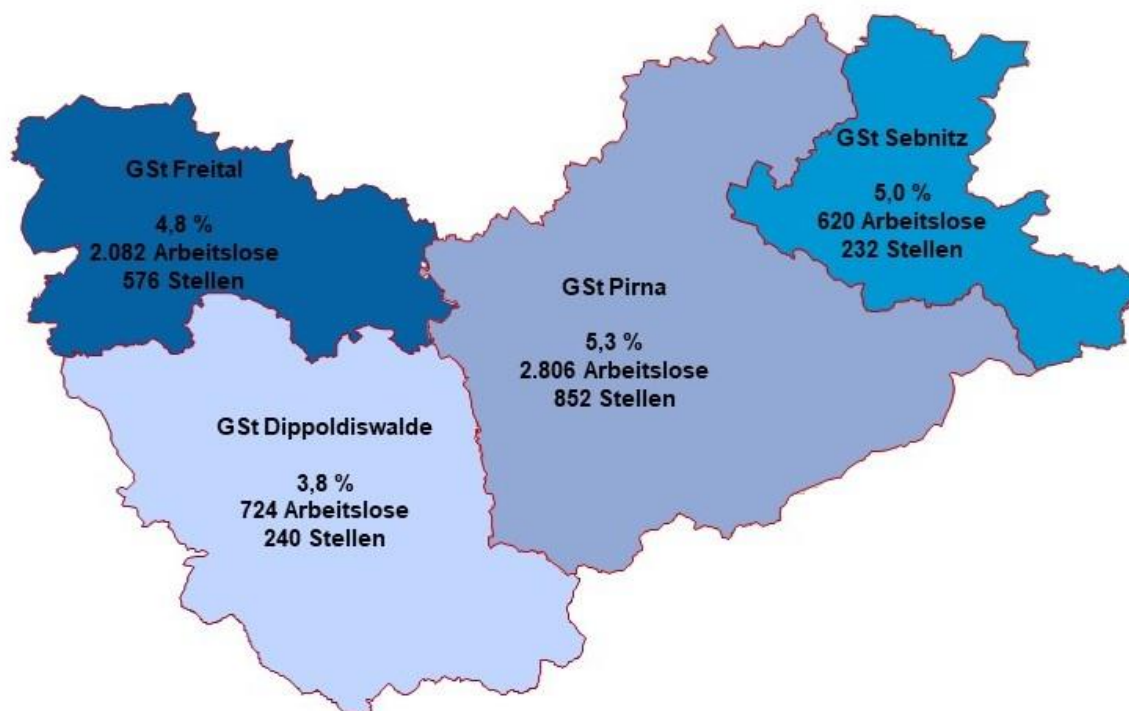 GSt Freital
4,8 %
2.082 Arbeitslose
576 Stellen
GSt Sebnitz
5,0 %
620 Arbeitslose
232 Stellen
GSt Pirna
5,3 %
2.806 Arbeitslose
852 Stellen
GSt Dippoldiswalde
3,8 %
724 Arbeitslose
240 Stellen